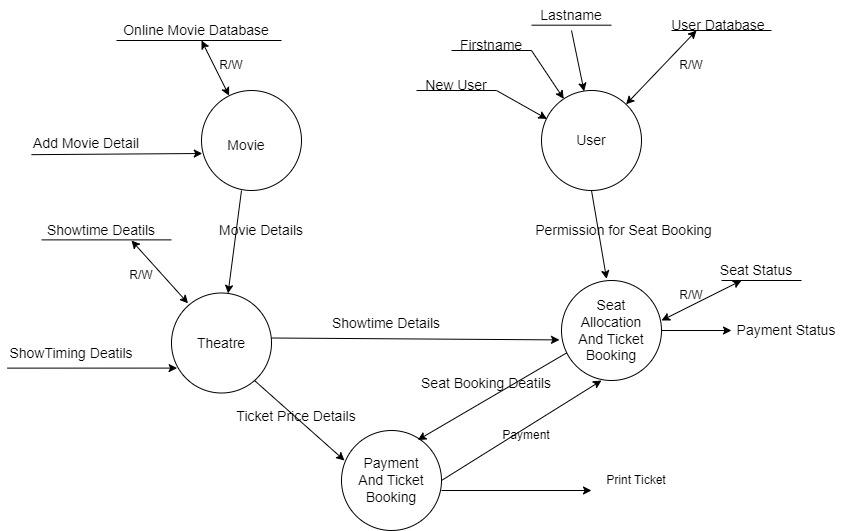 Lastname
Online Movie Database
User Database
Firstname
R/W
R/W
New User
Add Movie Detail
Movie
User
Showtime Deatils
Movie Details
Permission for Seat Booking
R/W
Seat Status
R/W
Seat
Allocation
And Ticket
Booking
Showtime Details
Payment Status
Theatre
ShowTiming Deatils
Seat Booking Deatils
Ticket Price Details
Payment
Payment
And Ticket
Booking
Print Ticket